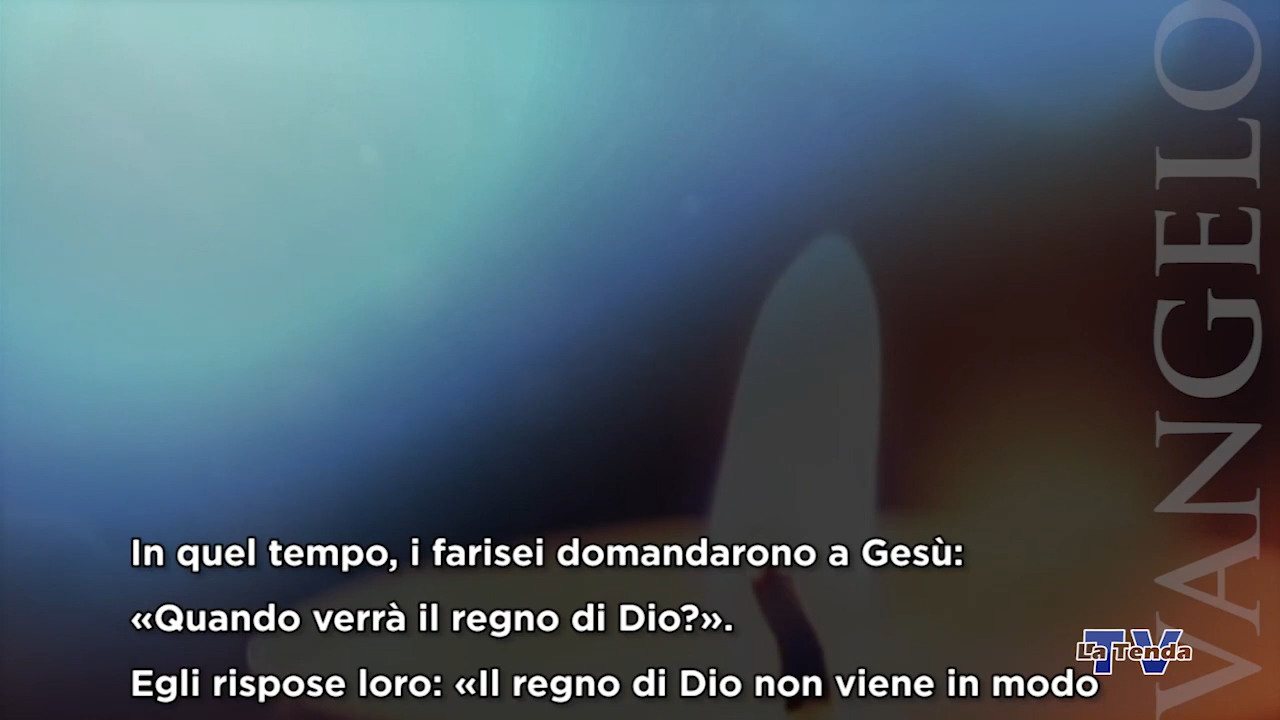 VANGELO
In quel tempo, i farisei domandarono a Gesù:
«Quando verrà il regno di Dio?».
Egli rispose loro: «Il regno di Dio non viene in modo
La Tenda
TV